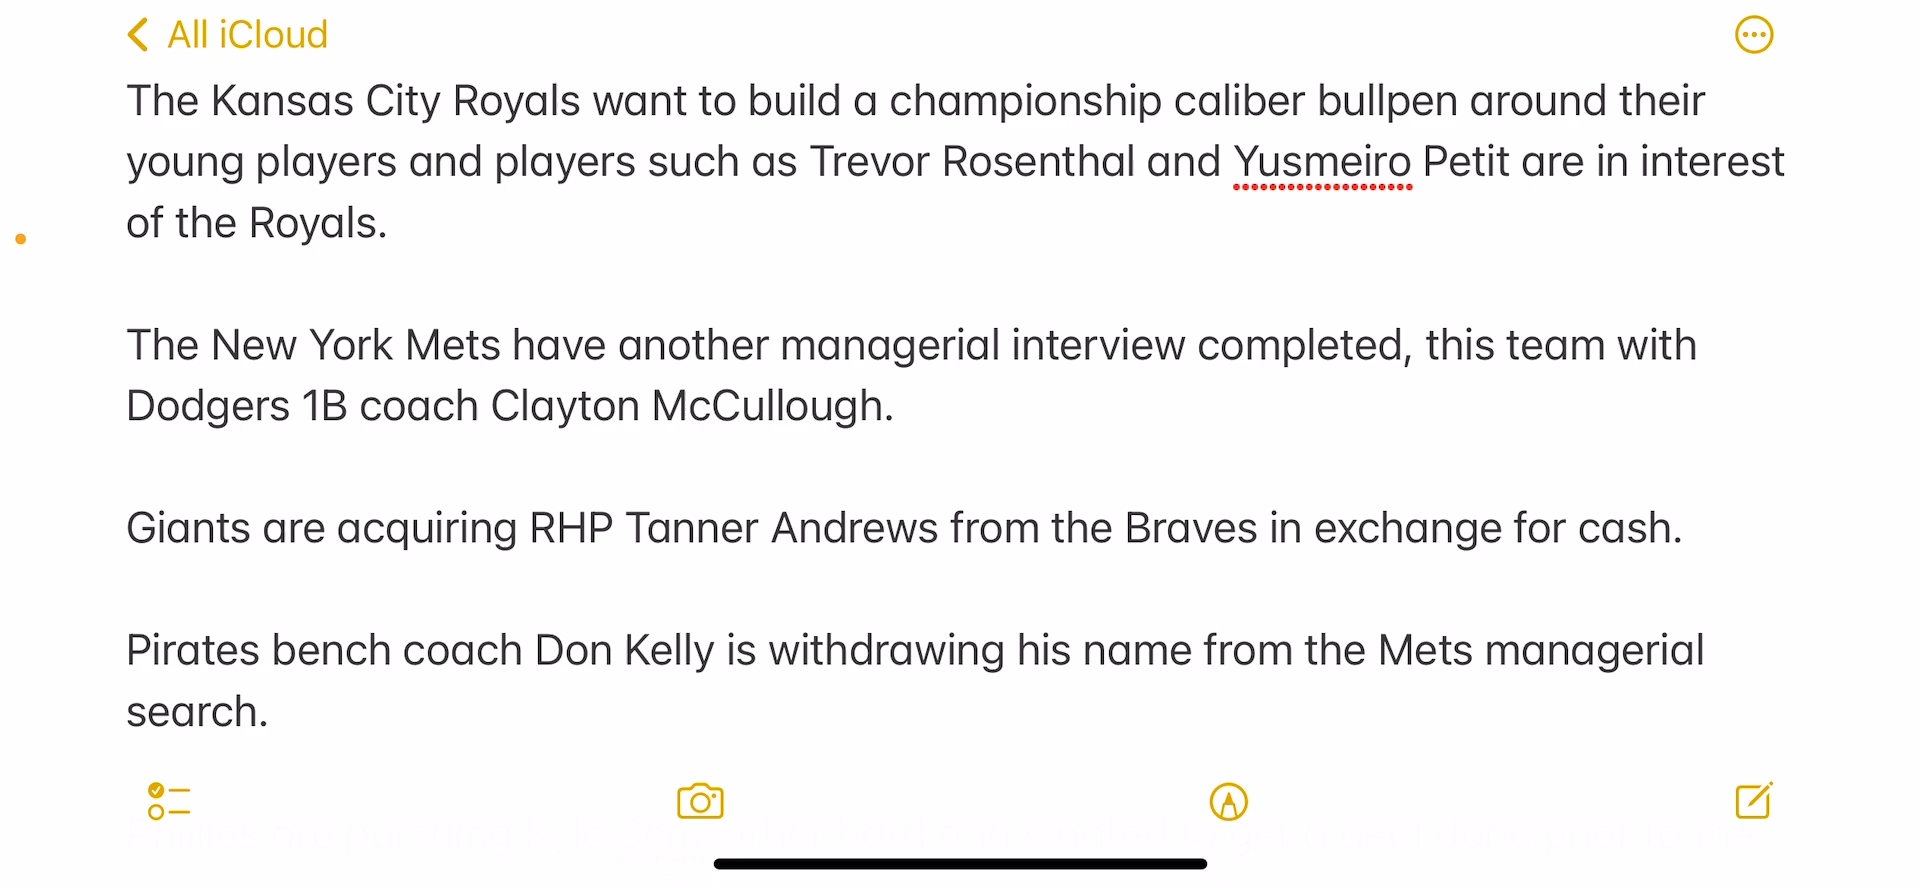 All iCloud
The Kansas City Royals want to build a championship caliber bullpen around their
young players and players such as Trevor Rosenthal and Yusmeiro Petit are in interest
of the Royals.
The New York Mets have another managerial interview completed, this team with
Dodgers 1B coach Clayton McCullough.
Giants are acquiring RHP Tanner Andrews from the Braves in exchange for cash.
Pirates bench coach Don Kelly is withdrawing his name from the Mets managerial
search.